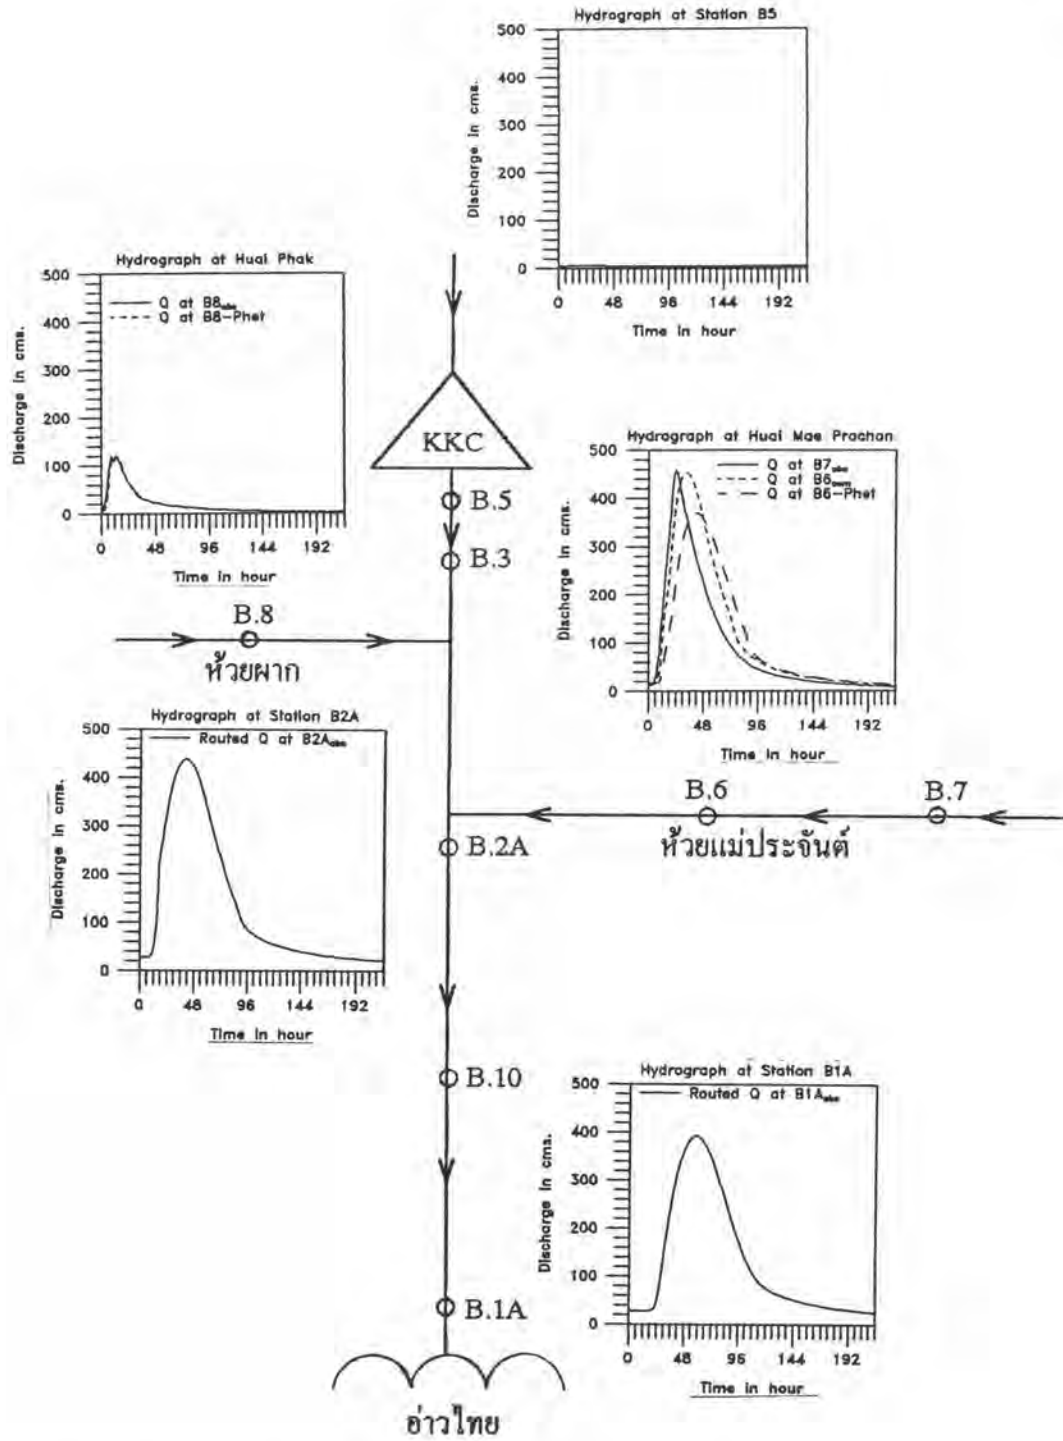 Hydrograph at Station B5
500
400
300
200
100
0
Discharge in cms.
0 48 96 144 192
Time in hour
Hydrograph at Huai Phak
500
400
300
200
100
0
Discharge in cms.
Q at B8obs
Q at B8-Phet
0 48 96 144 192
Time in hour
KKC
B.5
B.3
Hydrograph at Huai Mae Prachan
500
400
300
200
100
0
Discharge in cms.
Q at B7obs
Q at B6
Q at B6-Phet
0 48 96 144 192
Time in hour
B.8
ห้วยผาก
Hydrograph at Station B2A
500
400
300
200
100
0
Discharge in cms.
Routed Q at B2Aobs
0 48 96 144 192
Time in hour
B.6
B.7
ห้วยแม่ประจันต์
B.2A
B.10
Hydrograph at Station B1A
500
400
300
200
100
0
Discharge in cms.
Routed Q at B1Aobs
0 48 96 144 192
Time in hour
B.1A
อ่าวไทย